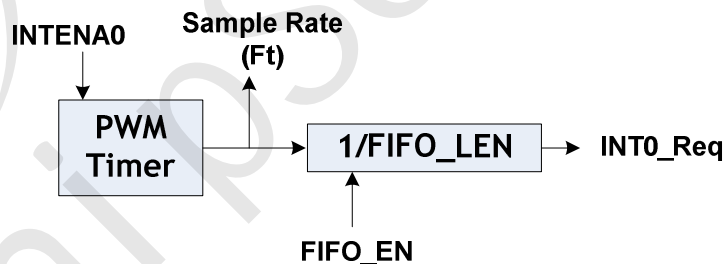 INTENA0
Sample Rate
(Ft)
PWM
Timer
1/FIFO_LEN
INT0_Req
FIFO_EN